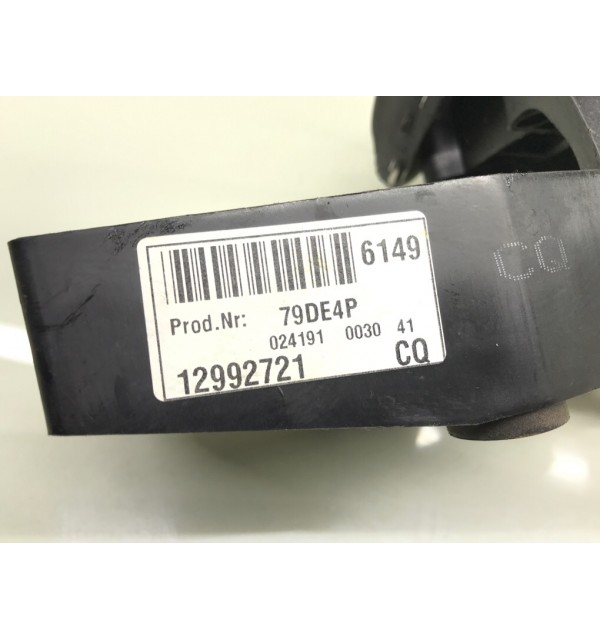 6149
Prod.Nr: 79DE4P
024191 0030 41
12992721 CQ
CQ